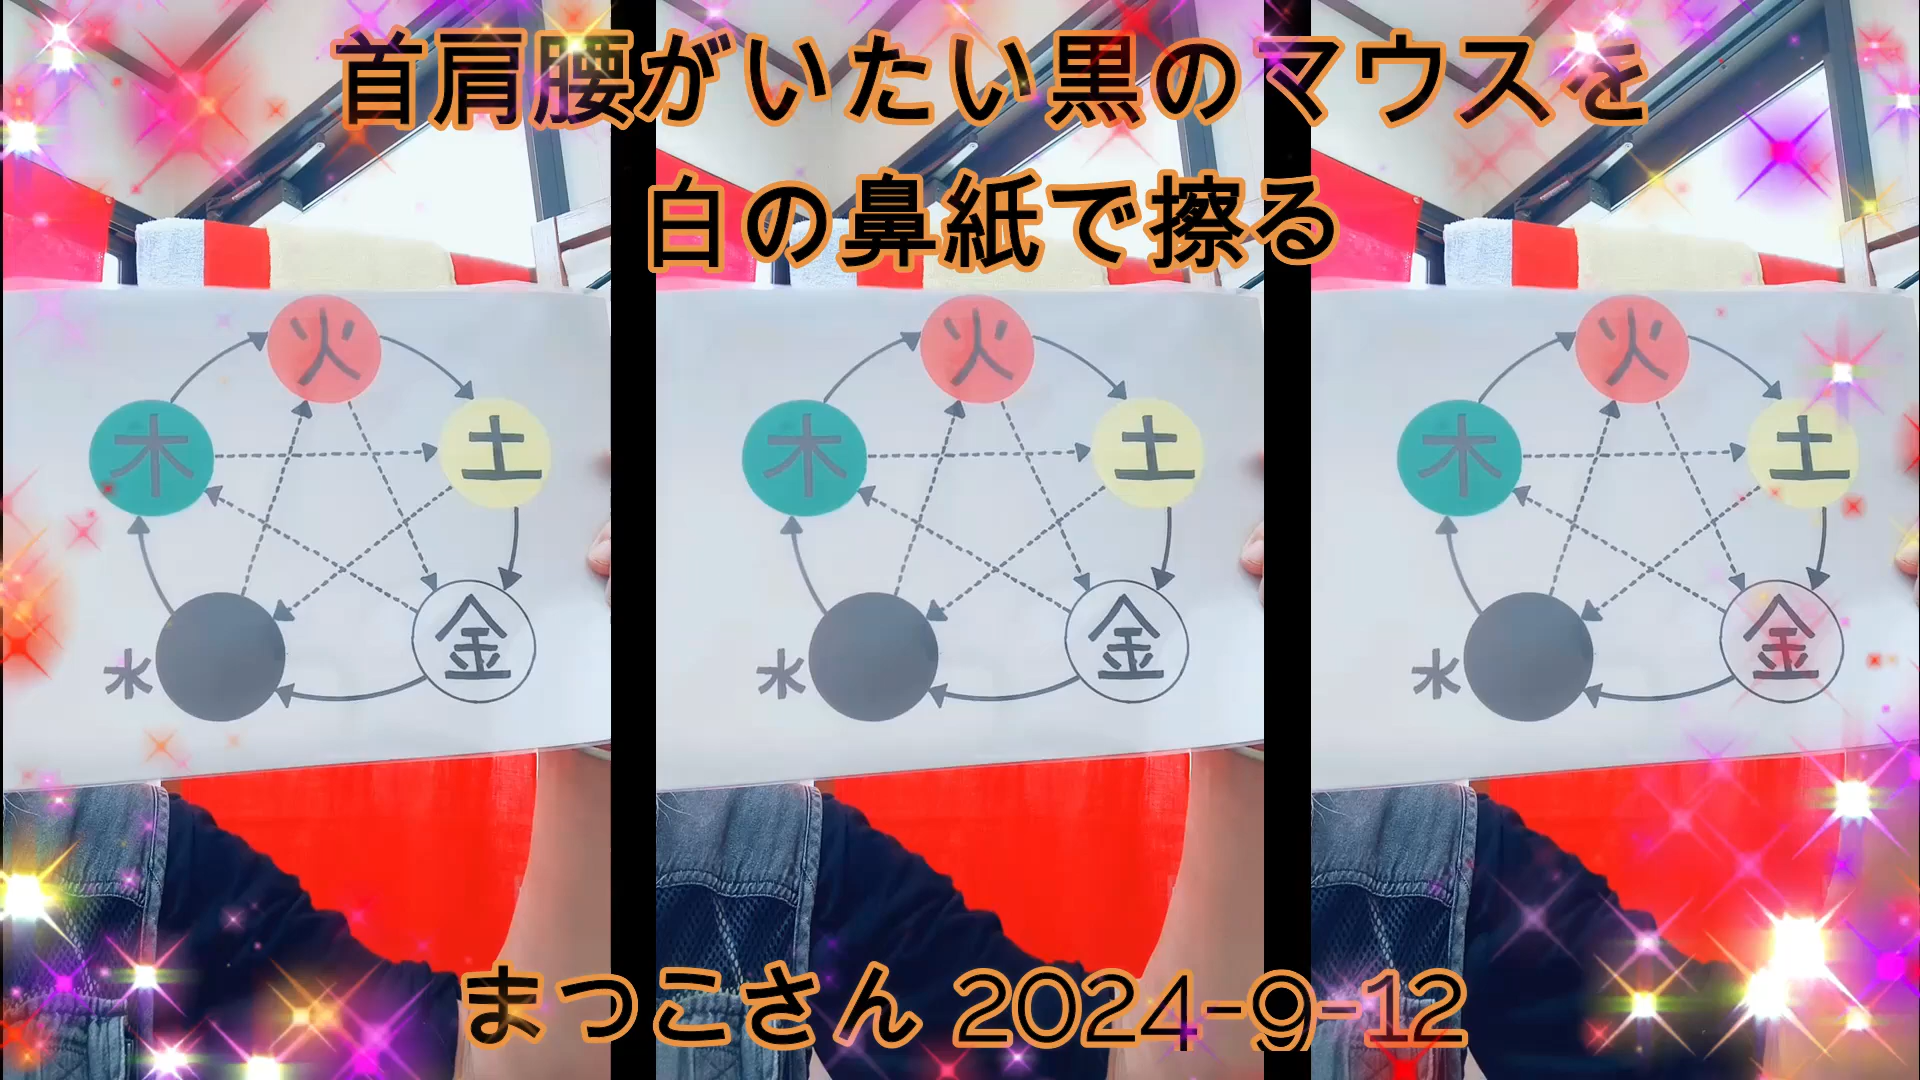 首肩腰がいたい黒のマウスを
白の鼻紙で擦る
火
木
土
水
金
火
木
土
水
金
火
木
土
水
金
まつこさん 2024-9-12